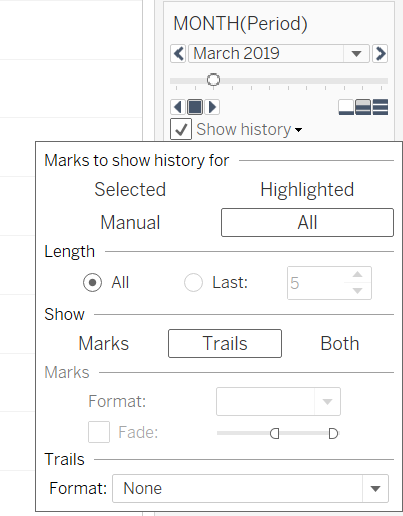 MONTH(Period)
March 2019
Show history
Marks to show history for
Selected Highlighted
Manual All
Length
All Last: 5
Show
Marks Trails Both
Marks
Format:
Fade:
Trails
Format: None